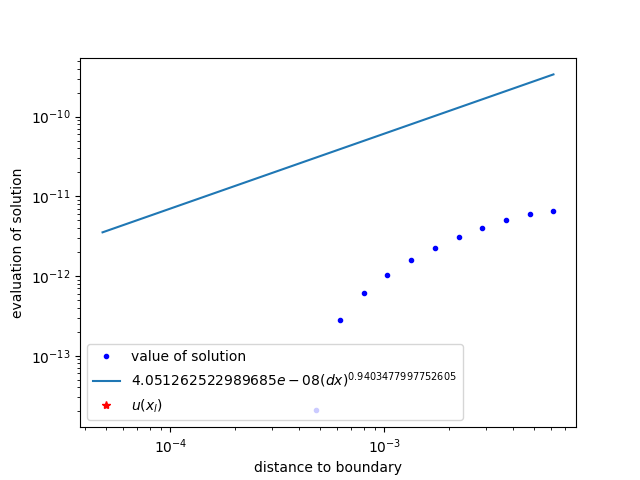 evaluation of solution
10⁻¹⁰
10⁻¹¹
10⁻¹²
10⁻¹³
value of solution
4.051262522989685e − 08(dx)^0.9403477997752605
u(x_l)
10⁻⁴
10⁻³
distance to boundary